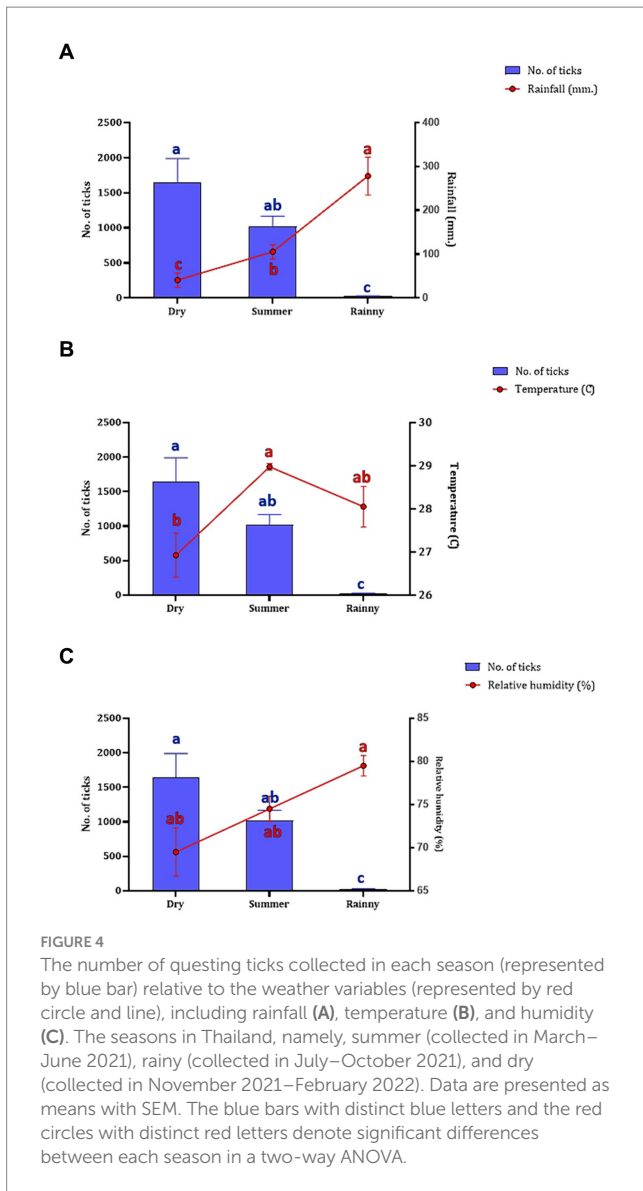 A
No. of ticks
Rainfall (mm.)
2500
2000
1500
1000
500
0
No. of ticks
400
300
200
100
0
Rainfall (mm.)
a
ab
c
c
b
a
Dry
Summer
Rainny
B
No. of ticks
Temperature (C)
2500
2000
1500
1000
500
0
No. of ticks
30
29
28
27
26
Temperature (C)
a
ab
c
b
a
ab
Dry
Summer
Rainny
C
No. of ticks
Relative humidity (%)
2500
2000
1500
1000
500
0
No. of ticks
85
80
75
70
65
Relative humidity (%)
a
ab
c
ab
ab
a
Dry
Summer
Rainny
FIGURE 4
The number of questing ticks collected in each season (represented
by blue bar) relative to the weather variables (represented by red
circle and line), including rainfall (A), temperature (B), and humidity
(C). The seasons in Thailand, namely, summer (collected in March–
June 2021), rainy (collected in July–October 2021), and dry
(collected in November 2021–February 2022). Data are presented as
means with SEM. The blue bars with distinct blue letters and the red
circles with distinct red letters denote significant differences
between each season in a two-way ANOVA.